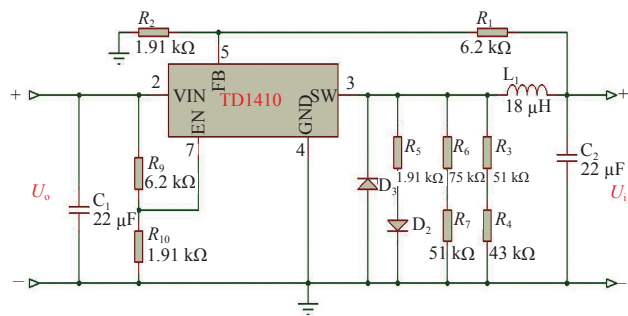 R2
1.91 kΩ
R1
6.2 kΩ
5
FB
+
2
VIN
TD1410
SW
3
EN
GND
7
4
L1
18 μH
+
R9
6.2 kΩ
R5
1.91 kΩ
R6
75 kΩ
R3
51 kΩ
C2
22 μF
Uo
C1
22 μF
D3
Ui
R10
1.91 kΩ
D2
R7
51 kΩ
R4
43 kΩ
−
−